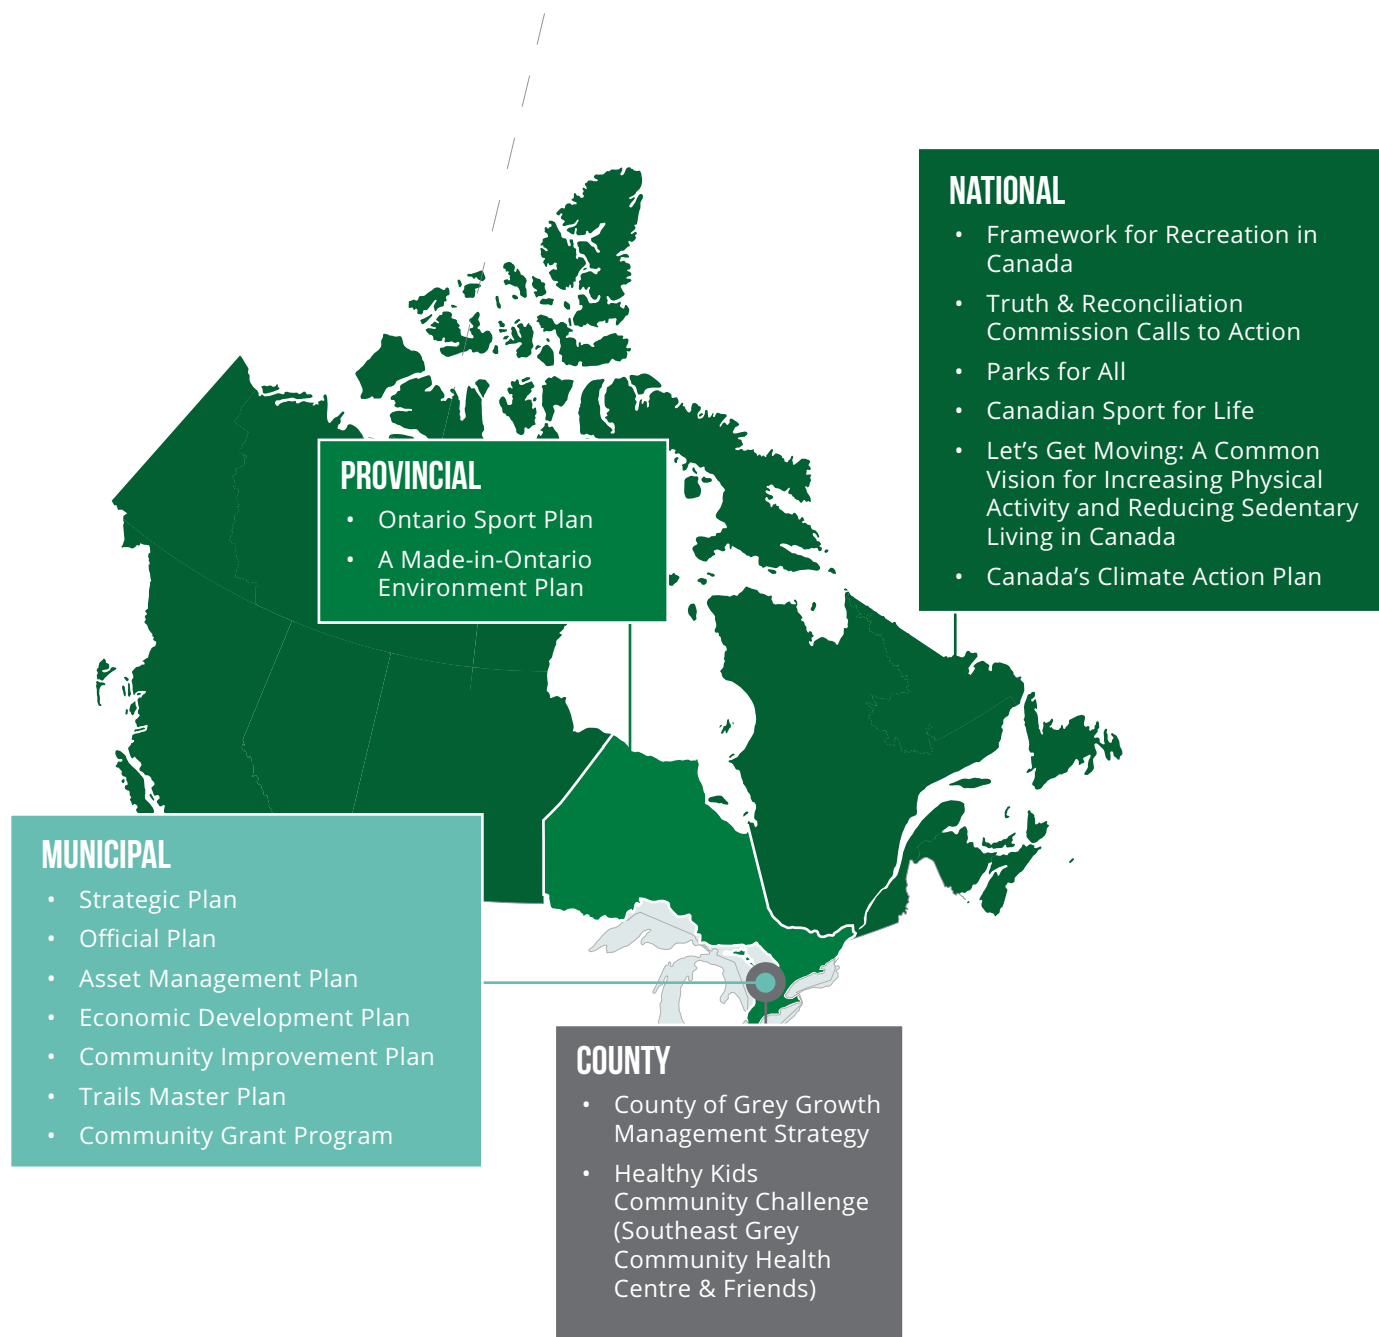 NATIONAL
• Framework for Recreation in
Canada
• Truth & Reconciliation
Commission Calls to Action
• Parks for All
• Canadian Sport for Life
• Let’s Get Moving: A Common
Vision for Increasing Physical
Activity and Reducing Sedentary
Living in Canada
• Canada’s Climate Action Plan
PROVINCIAL
• Ontario Sport Plan
• A Made-in-Ontario
Environment Plan
MUNICIPAL
• Strategic Plan
• Official Plan
• Asset Management Plan
• Economic Development Plan
• Community Improvement Plan
• Trails Master Plan
• Community Grant Program
COUNTY
• County of Grey Growth
Management Strategy
• Healthy Kids
Community Challenge
(Southeast Grey
Community Health
Centre & Friends)